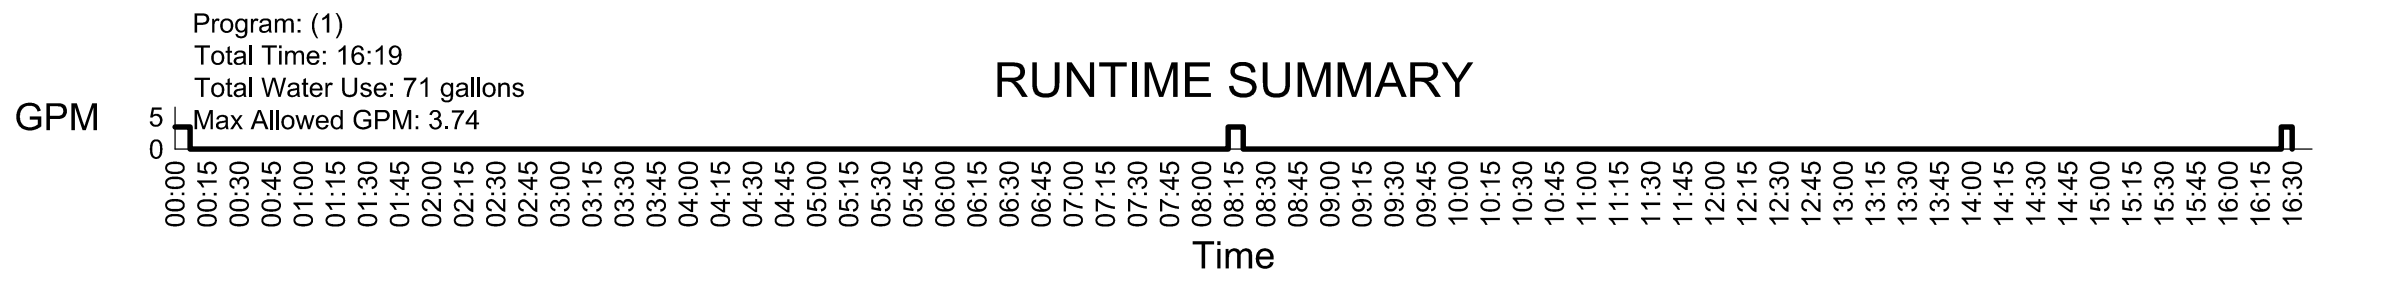 Program: (1)
Total Time: 16:19
Total Water Use: 71 gallons
Max Allowed GPM: 3.74
RUNTIME SUMMARY
GPM
5
0
00:00 00:15 00:30 00:45 01:00 01:15 01:30 01:45 02:00 02:15 02:30 02:45 03:00 03:15 03:30 03:45 04:00 04:15 04:30 04:45 05:00 05:15 05:30 05:45 06:00 06:15 06:30 06:45 07:00 07:15 07:30 07:45 08:00 08:15 08:30 08:45 09:00 09:15 09:30 09:45 10:00 10:15 10:30 10:45 11:00 11:15 11:30 11:45 12:00 12:15 12:30 12:45 13:00 13:15 13:30 13:45 14:00 14:15 14:30 14:45 15:00 15:15 15:30 15:45 16:00 16:15 16:30
Time